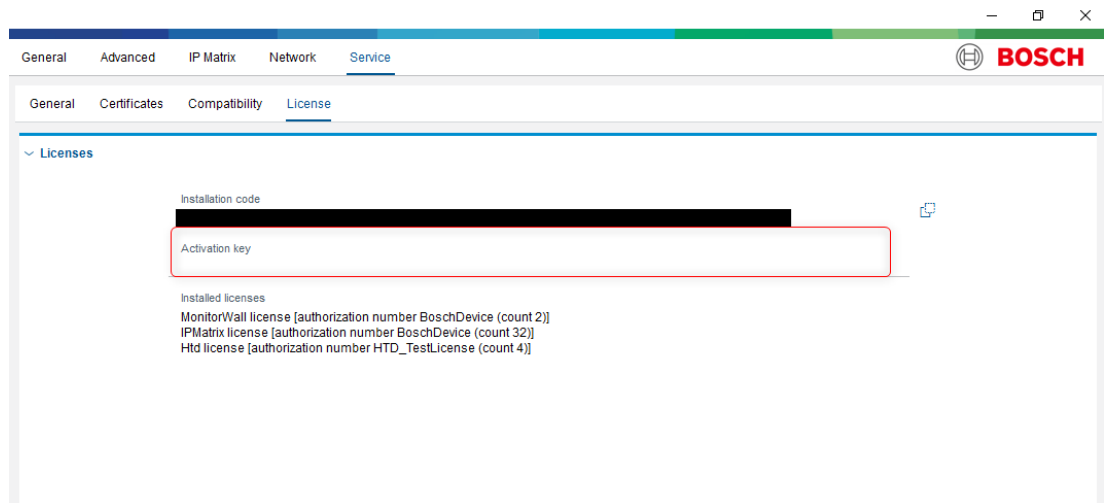 General Advanced IP Matrix Network Service
BOSCH
General Certificates Compatibility License
Licenses
Installation code
Activation key
Installed licenses
MonitorWall license [authorization number BoschDevice (count 2)]
IPMatrix license [authorization number BoschDevice (count 32)]
Htd license [authorization number HTD_TestLicense (count 4)]